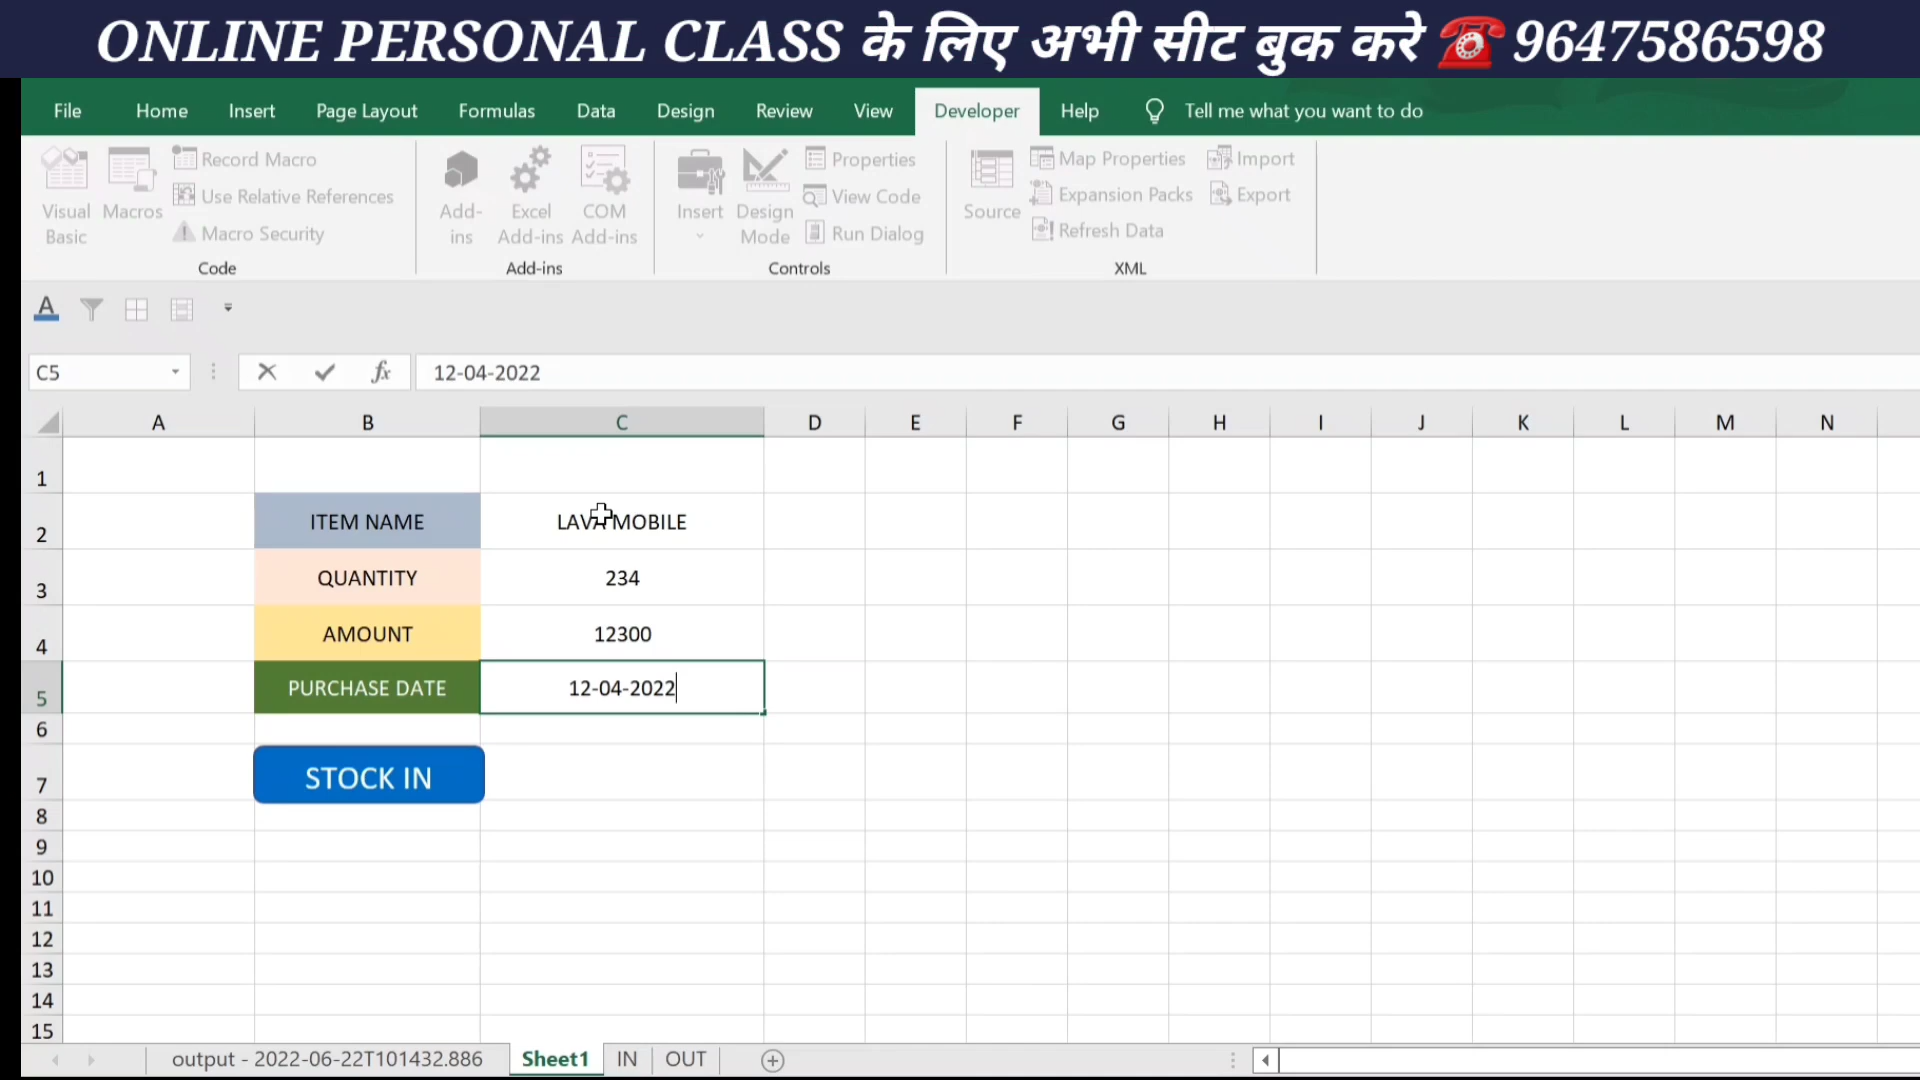 ONLINE PERSONAL CLASS के लिए अभी सीट बुक करे ☎️ 9647586598
File Home Insert Page Layout Formulas Data Design Review View Developer Help Tell me what you want to do
Visual Basic
Macros
Record Macro
Use Relative References
Macro Security
Code
Add-ins
Excel Add-ins
COM Add-ins
Add-ins
Insert
Design Mode
Properties
View Code
Run Dialog
Controls
Source
Map Properties
Expansion Packs
Refresh Data
Import
Export
XML
C5 fx 12-04-2022
A B C D E F G H I J K L M N
1
2 ITEM NAME LAVA MOBILE
3 QUANTITY 234
4 AMOUNT 12300
5 PURCHASE DATE 12-04-2022
6
7 STOCK IN
8
9
10
11
12
13
14
15
output - 2022-06-22T101432.886 Sheet1 IN OUT